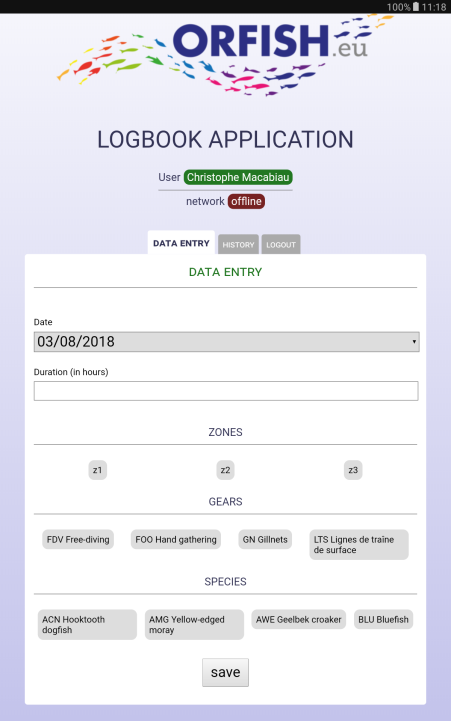 100% 11:18
ORFISH.eu
LOGBOOK APPLICATION
User Christophe Macabiau
network offline
DATA ENTRY HISTORY LOGOUT
DATA ENTRY
Date
03/08/2018
Duration (in hours)
ZONES
z1 z2 z3
GEARS
FDV Free-diving FOO Hand gathering GN Gillnets LTS Lignes de traîne
de surface
SPECIES
ACN Hooktooth
dogfish
AMG Yellow-edged
moray
AWE Geelbek croaker BLU Bluefish
save